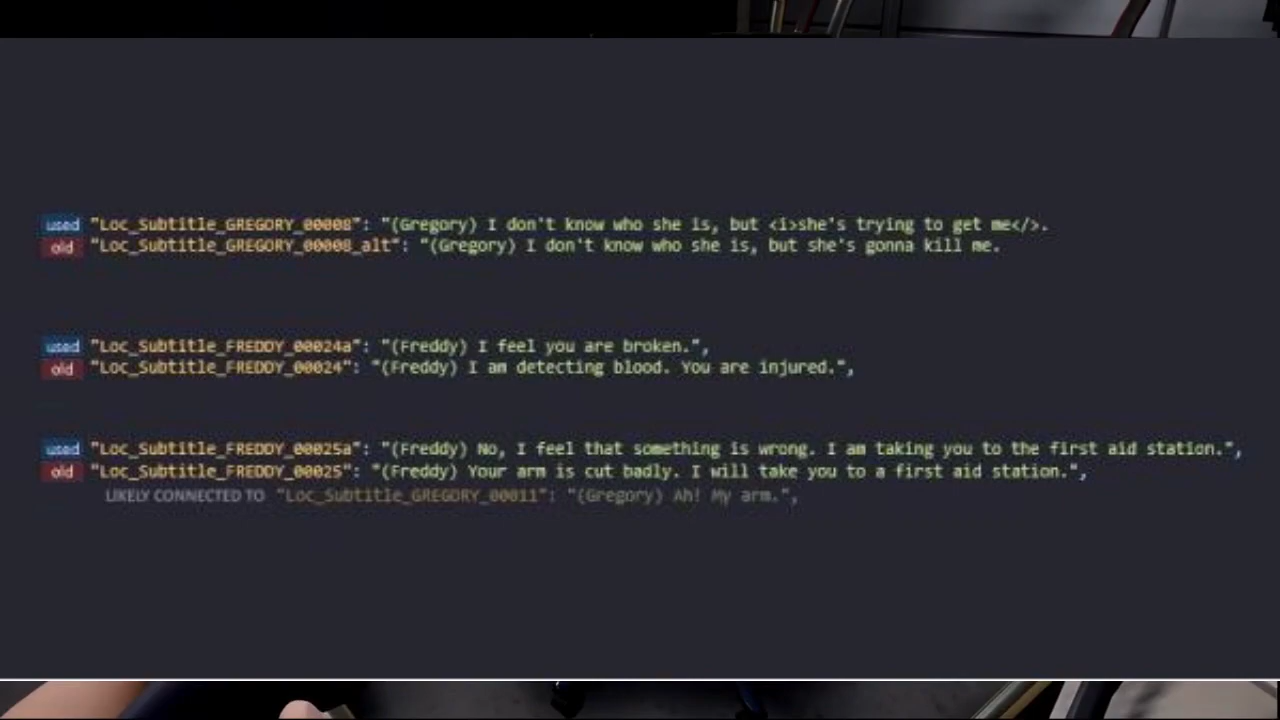 used "Loc_Subtitle_GREGORY_00008": "(Gregory) I don't know who she is, but <i>she's trying to get me</>.
old "Loc_Subtitle_GREGORY_00008_alt": "(Gregory) I don't know who she is, but she's gonna kill me.
used "Loc_Subtitle_FREDDY_00024a": "(Freddy) I feel you are broken.",
old "Loc_Subtitle_FREDDY_00024": "(Freddy) I am detecting blood. You are injured.",
used "Loc_Subtitle_FREDDY_00025a": "(Freddy) No, I feel that something is wrong. I am taking you to the first aid station.",
old "Loc_Subtitle_FREDDY_00025": "(Freddy) Your arm is cut badly. I will take you to a first aid station.",
LIKELY CONNECTED TO "Loc_Subtitle_GREGORY_00011": "(Gregory) Ah! My arm.",